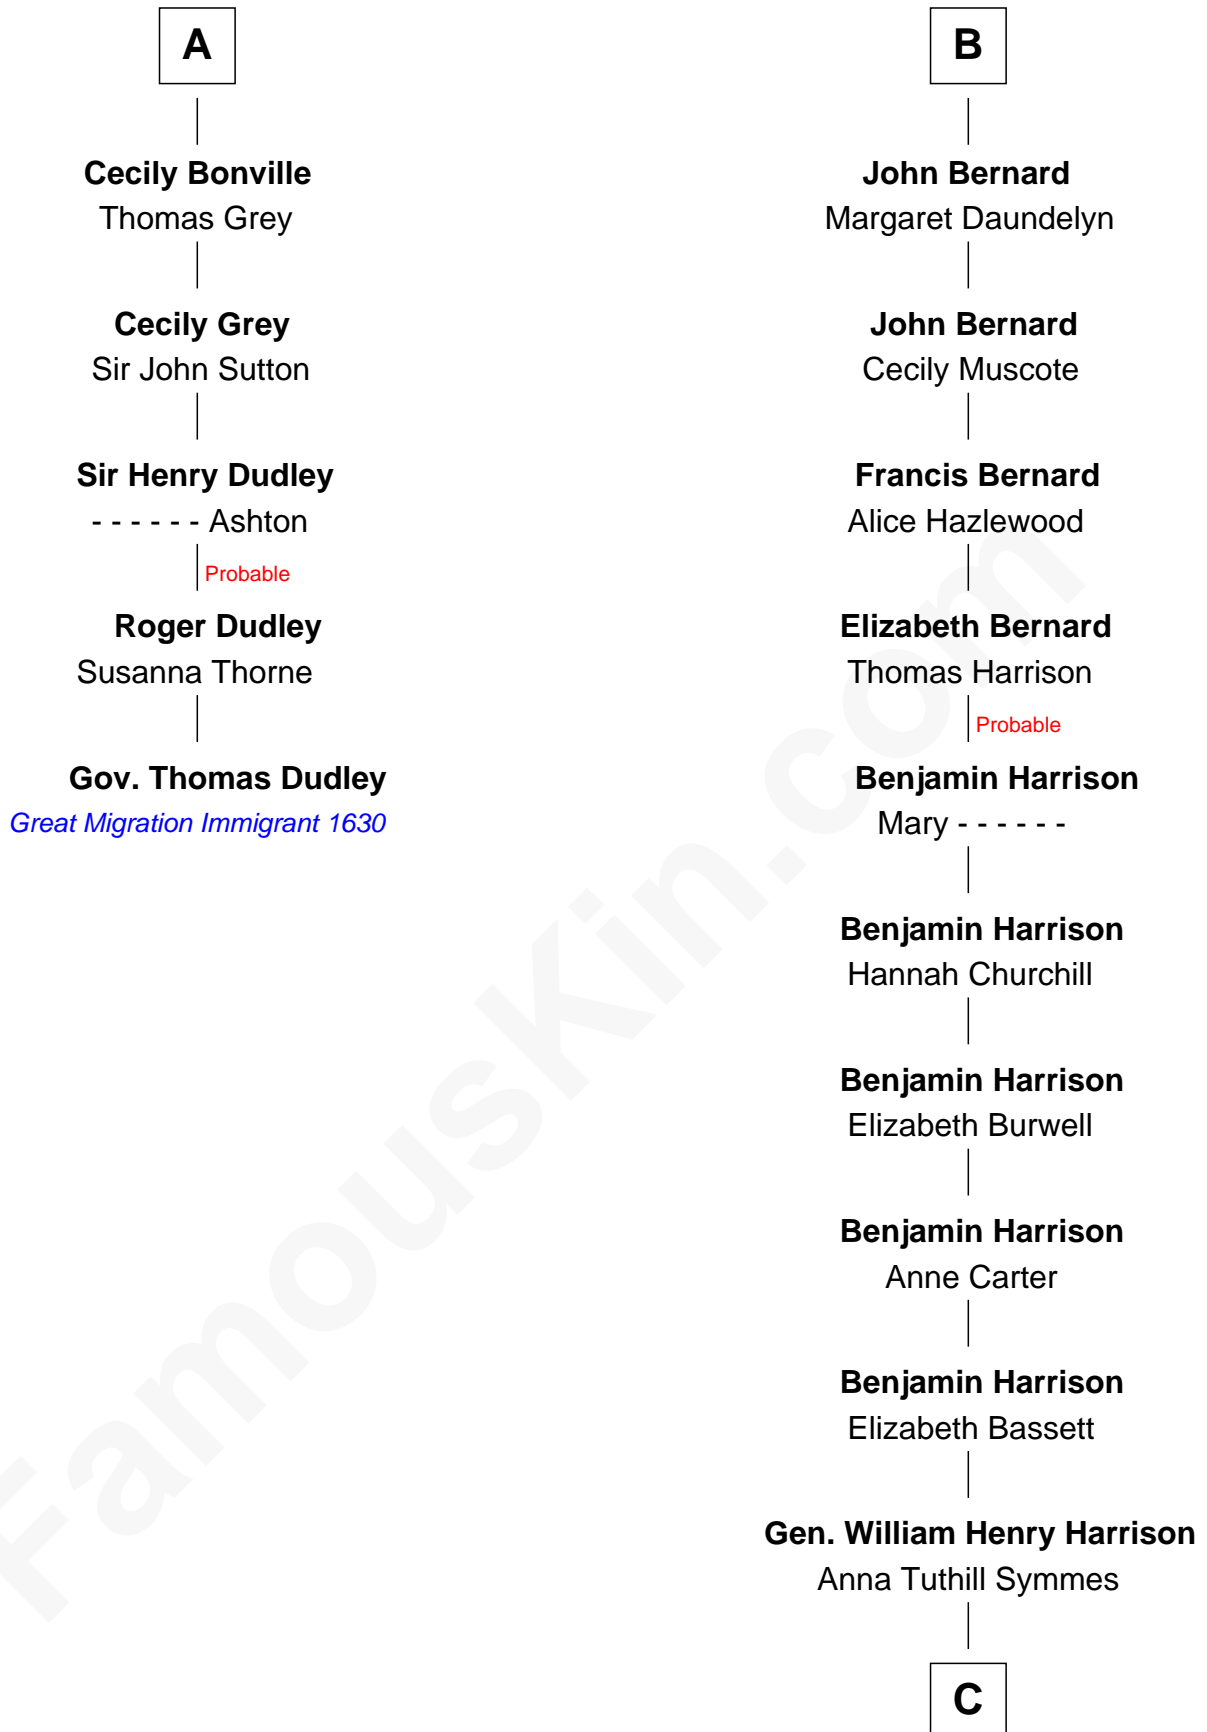 A
Cecily Bonville
Thomas Grey
Cecily Grey
Sir John Sutton
Sir Henry Dudley
- - - - - - Ashton
Probable
Roger Dudley
Susanna Thorne
Gov. Thomas Dudley
Great Migration Immigrant 1630
B
John Bernard
Margaret Daundelyn
John Bernard
Cecily Muscote
Francis Bernard
Alice Hazlewood
Elizabeth Bernard
Thomas Harrison
Probable
Benjamin Harrison
Mary - - - - - -
Benjamin Harrison
Hannah Churchill
Benjamin Harrison
Elizabeth Burwell
Benjamin Harrison
Anne Carter
Benjamin Harrison
Elizabeth Bassett
Gen. William Henry Harrison
Anna Tuthill Symmes
C
FamousKin.com